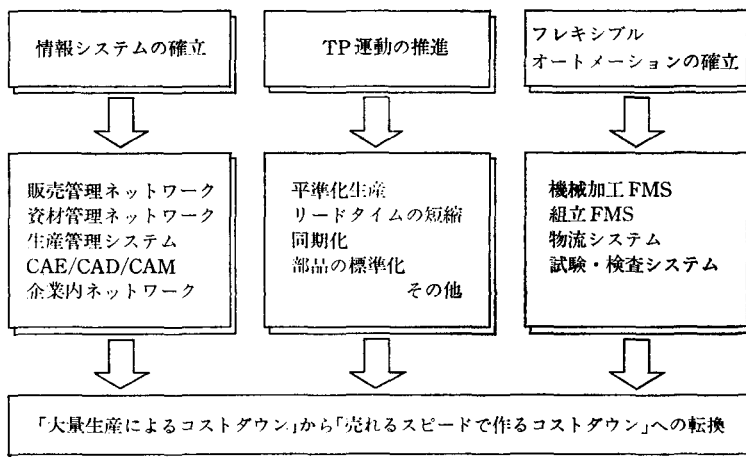 情報システムの確立
TP運動の推進
フレキシブル
オートメーションの確立
販売管理ネットワーク
資材管理ネットワーク
生産管理システム
CAE/CAD/CAM
企業内ネットワーク
平準化生産
リードタイムの短縮
同期化
部品の標準化
その他
機械加工FMS
組立FMS
物流システム
試験・検査システム
「大量生産によるコストダウン」から「売れるスピードで作るコストダウン」への転換